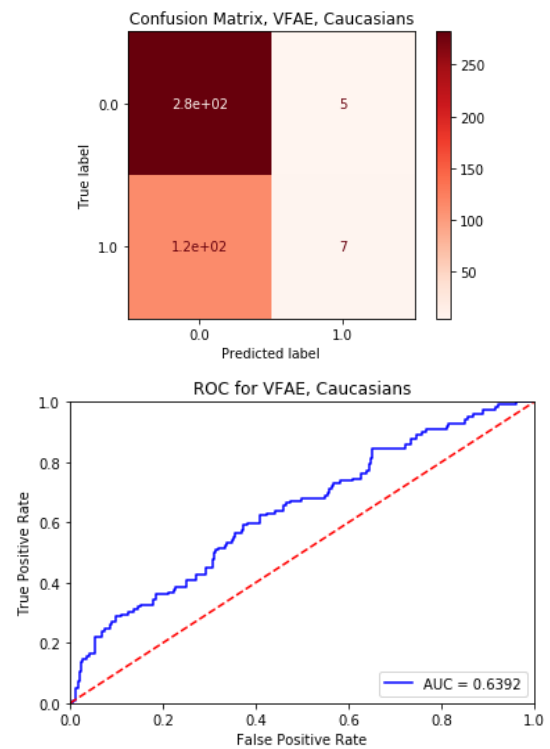 Confusion Matrix, VFAE, Caucasians
True label
0.0
2.8e+02
5
1.0
1.2e+02
7
0.0
1.0
Predicted label
250
200
150
100
50
ROC for VFAE, Caucasians
True Positive Rate
1.0
0.8
0.6
0.4
0.2
0.0
AUC = 0.6392
0.0 0.2 0.4 0.6 0.8 1.0
False Positive Rate